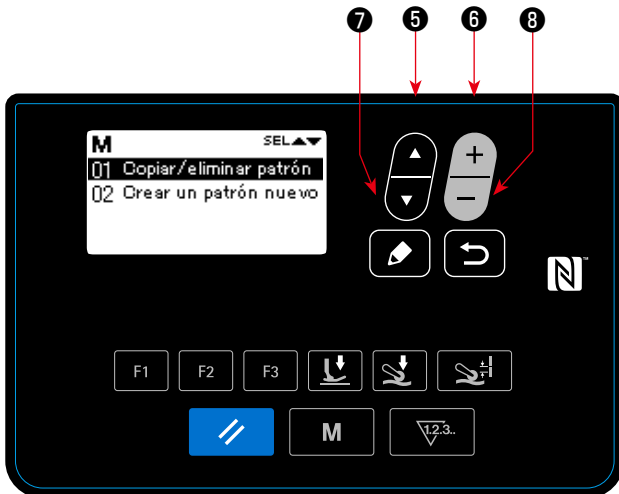 ❼ ❺ ❻ ❽
M SEL▲▼
01 Copiar/eliminar patrón
02 Crear un patrón nuevo
+
−
N™
F1 F2 F3
M 1.2.3..